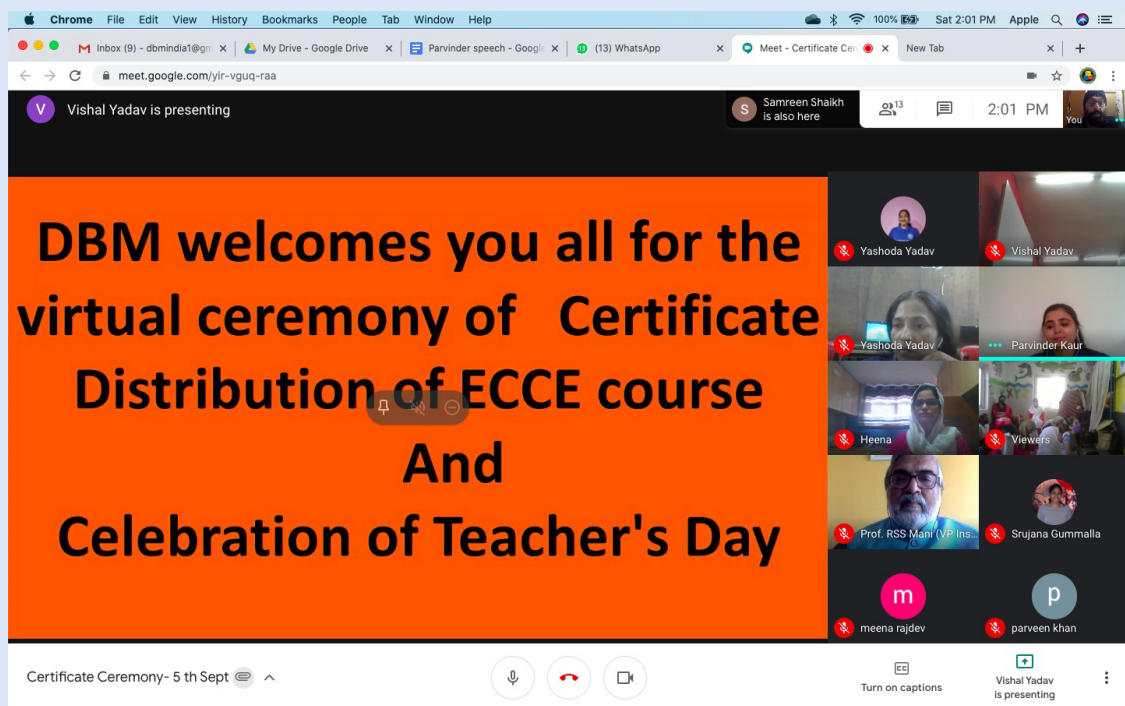 Chrome File Edit View History Bookmarks People Tab Window Help 100% Sat 2:01 PM Apple
Inbox (9) - dbmindia1@gm My Drive - Google Drive Parvinder speech - Google (13) WhatsApp Meet - Certificate Cer New Tab
meet.google.com/yir-vguq-raa
V Vishal Yadav is presenting
S Samreen Shaikh
is also here
13
2:01 PM
You
DBM welcomes you all for the
virtual ceremony of Certificate
Distribution of ECCE course
And
Celebration of Teacher's Day
Yashoda Yadav Vishal Yadav
Yashoda Yadav Parvinder Kaur
Heena Viewers
Prof. RSS Mani (VP Ins... Srujana Gummalla
m p
meena rajdev parveen khan
Certificate Ceremony- 5 th Sept
CC
Turn on captions
Vishal Yadav
is presenting